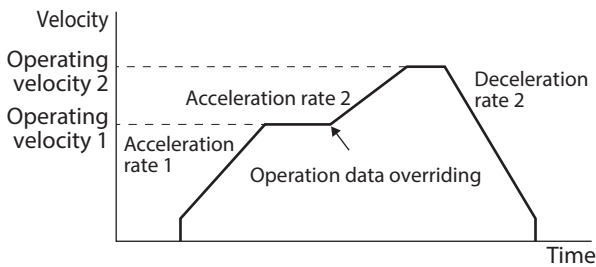 Velocity
Operating
velocity 2
Acceleration rate 2
Deceleration
rate 2
Operating
velocity 1
Acceleration
rate 1
Operation data overriding
Time